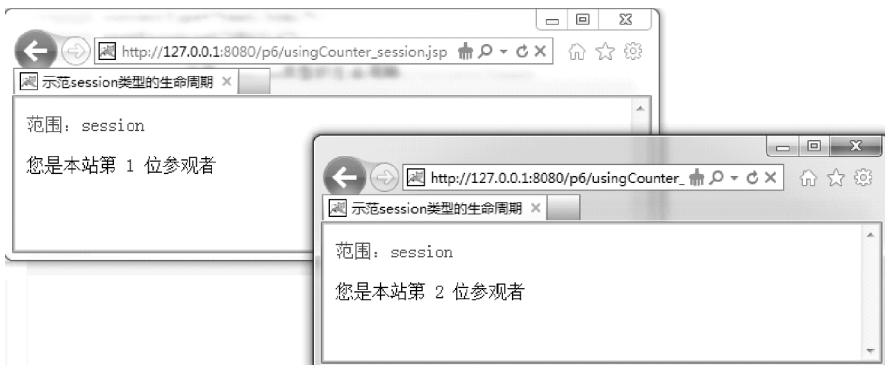 http://127.0.0.1:8080/p6/usingCounter_session.jsp
示范session类型的生命周期
范围：session
您是本站第 1 位参观者
http://127.0.0.1:8080/p6/usingCounter_
示范session类型的生命周期
范围：session
您是本站第 2 位参观者